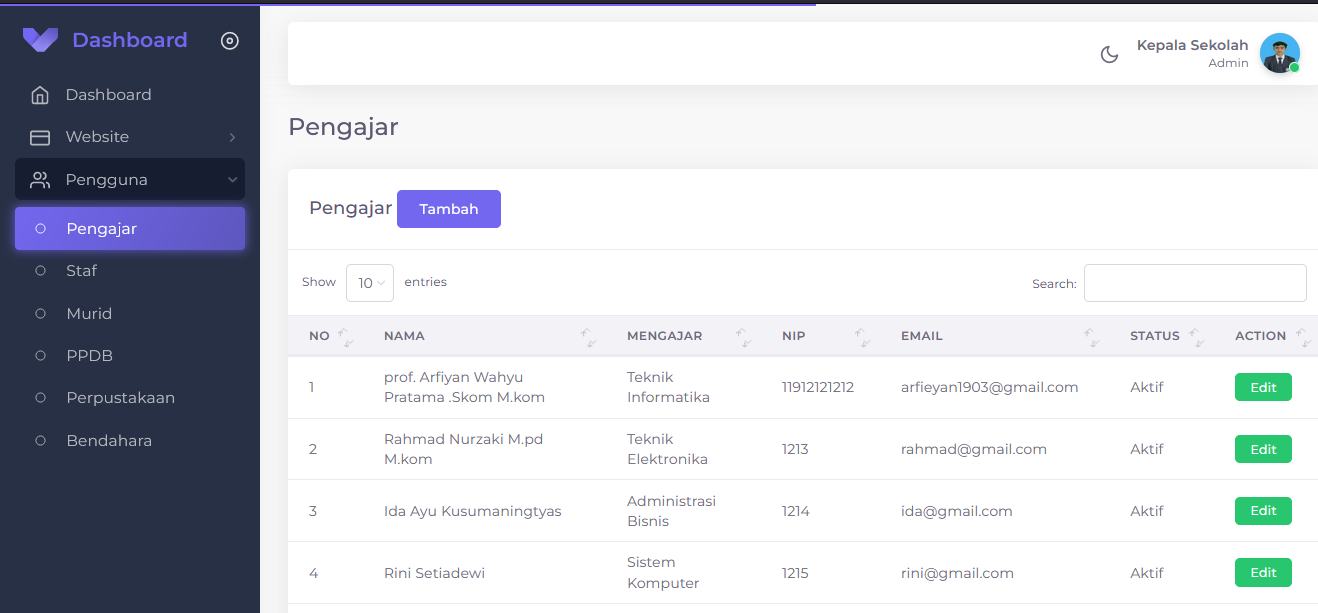 Dashboard
Dashboard
Website
Pengguna
Pengajar
Staf
Murid
PPDB
Perpustakaan
Bendahara
Kepala Sekolah
Admin
Pengajar
Pengajar Tambah
Show 10 entries
Search:
NO NAMA MENGAJAR NIP EMAIL STATUS ACTION
1 prof. Arfiyan Wahyu Teknik 11912121212 arfieyan1903@gmail.com Aktif Edit
Pratama .Skom M.kom Informatika
2 Rahmad Nurzaki M.pd Teknik 1213 rahmad@gmail.com Aktif Edit
M.kom Elektronika
3 Ida Ayu Kusumaningtyas Administrasi 1214 ida@gmail.com Aktif Edit
Bisnis
4 Rini Setiadewi Sistem 1215 rini@gmail.com Aktif Edit
Komputer